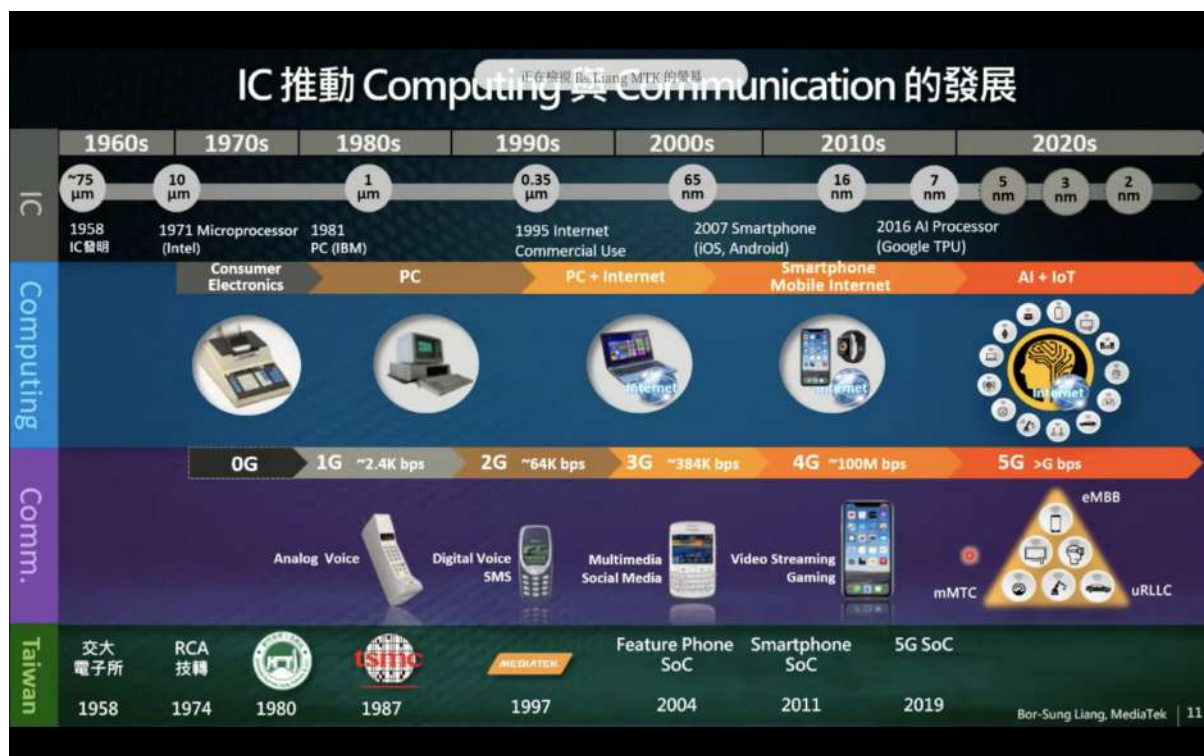 IC 推動 Computing 與 Communication 的發展
正在檢視 Bs Liang MTK 的螢幕
1960s 1970s 1980s 1990s 2000s 2010s 2020s
IC
~75 μm
10 μm
1 μm
0.35 μm
65 nm
16 nm
7 nm
5 nm
3 nm
2 nm
1958
IC發明
1971 Microprocessor
(Intel)
1981
PC (IBM)
1995 Internet
Commercial Use
2007 Smartphone
(iOS, Android)
2016 AI Processor
(Google TPU)
Computing
Consumer
Electronics
PC
PC + Internet
Smartphone
Mobile Internet
AI + IoT
Internet
Internet
Internet
Comm.
0G
1G ~2.4K bps
2G ~64K bps
3G ~384K bps
4G ~100M bps
5G >G bps
Analog Voice
Digital Voice
SMS
Multimedia
Social Media
Video Streaming
Gaming
eMBB
mMTC
uRLLC
Taiwan
交大
電子所
1958
RCA
技轉
1974
1980
tsmc
1987
MEDIATEK
1997
Feature Phone
SoC
2004
Smartphone
SoC
2011
5G SoC
2019
Bor-Sung Liang, MediaTek | 11